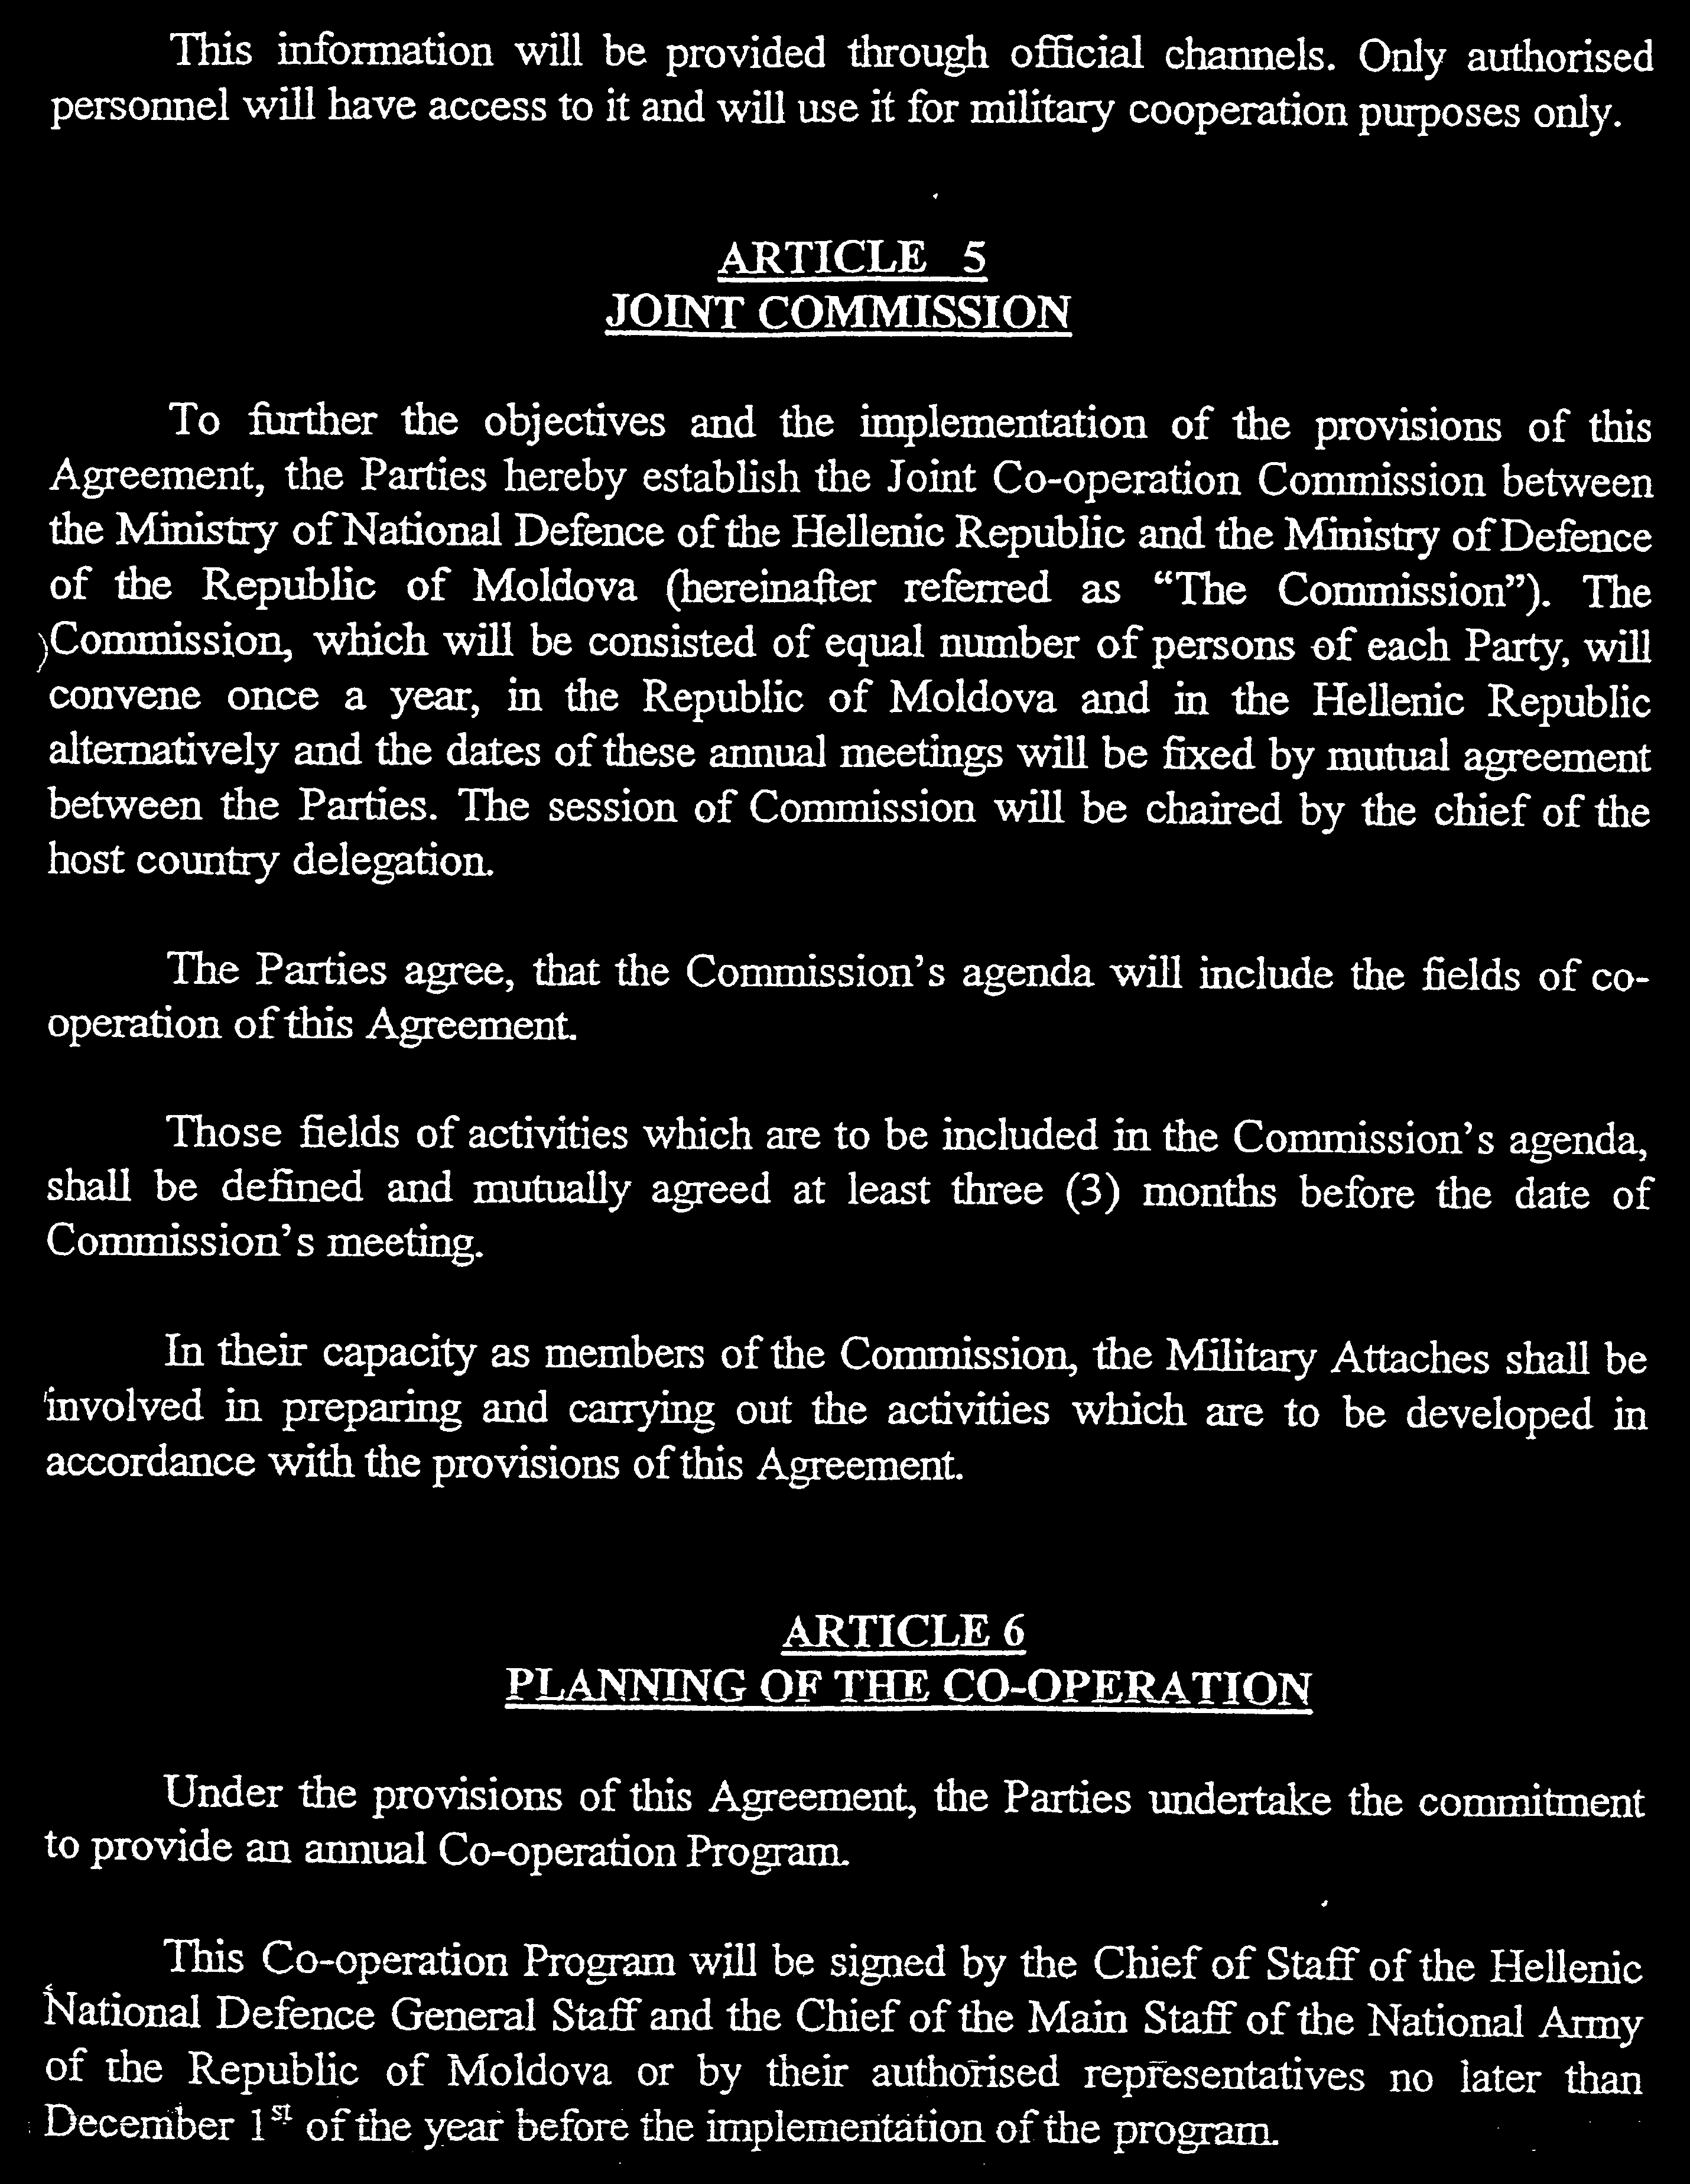 This information will be provided through official channels. Only authorised
personnel will have access to it and will use it for military cooperation purposes only.
ARTICLE 5
JOINT COMMISSION
To further the objectives and the implementation of the provisions of this
Agreement, the Parties hereby establish the Joint Co-operation Commission between
the Ministry of National Defence of the Hellenic Republic and the Ministry of Defence
of the Republic of Moldova (hereinafter referred as “The Commission”). The
Commission, which will be consisted of equal number of persons of each Party, will
convene once a year, in the Republic of Moldova and in the Hellenic Republic
alternatively and the dates of these annual meetings will be fixed by mutual agreement
between the Parties. The session of Commission will be chaired by the chief of the
host country delegation.
The Parties agree, that the Commission’s agenda will include the fields of co-
operation of this Agreement.
Those fields of activities which are to be included in the Commission’s agenda,
shall be defined and mutually agreed at least three (3) months before the date of
Commission’s meeting.
In their capacity as members of the Commission, the Military Attaches shall be
involved in preparing and carrying out the activities which are to be developed in
accordance with the provisions of this Agreement.
ARTICLE 6
PLANNING OF THE CO-OPERATION
Under the provisions of this Agreement, the Parties undertake the commitment
to provide an annual Co-operation Program.
This Co-operation Program will be signed by the Chief of Staff of the Hellenic
National Defence General Staff and the Chief of the Main Staff of the National Army
of the Republic of Moldova or by their authorised representatives no later than
December 1st of the year before the implementation of the program.